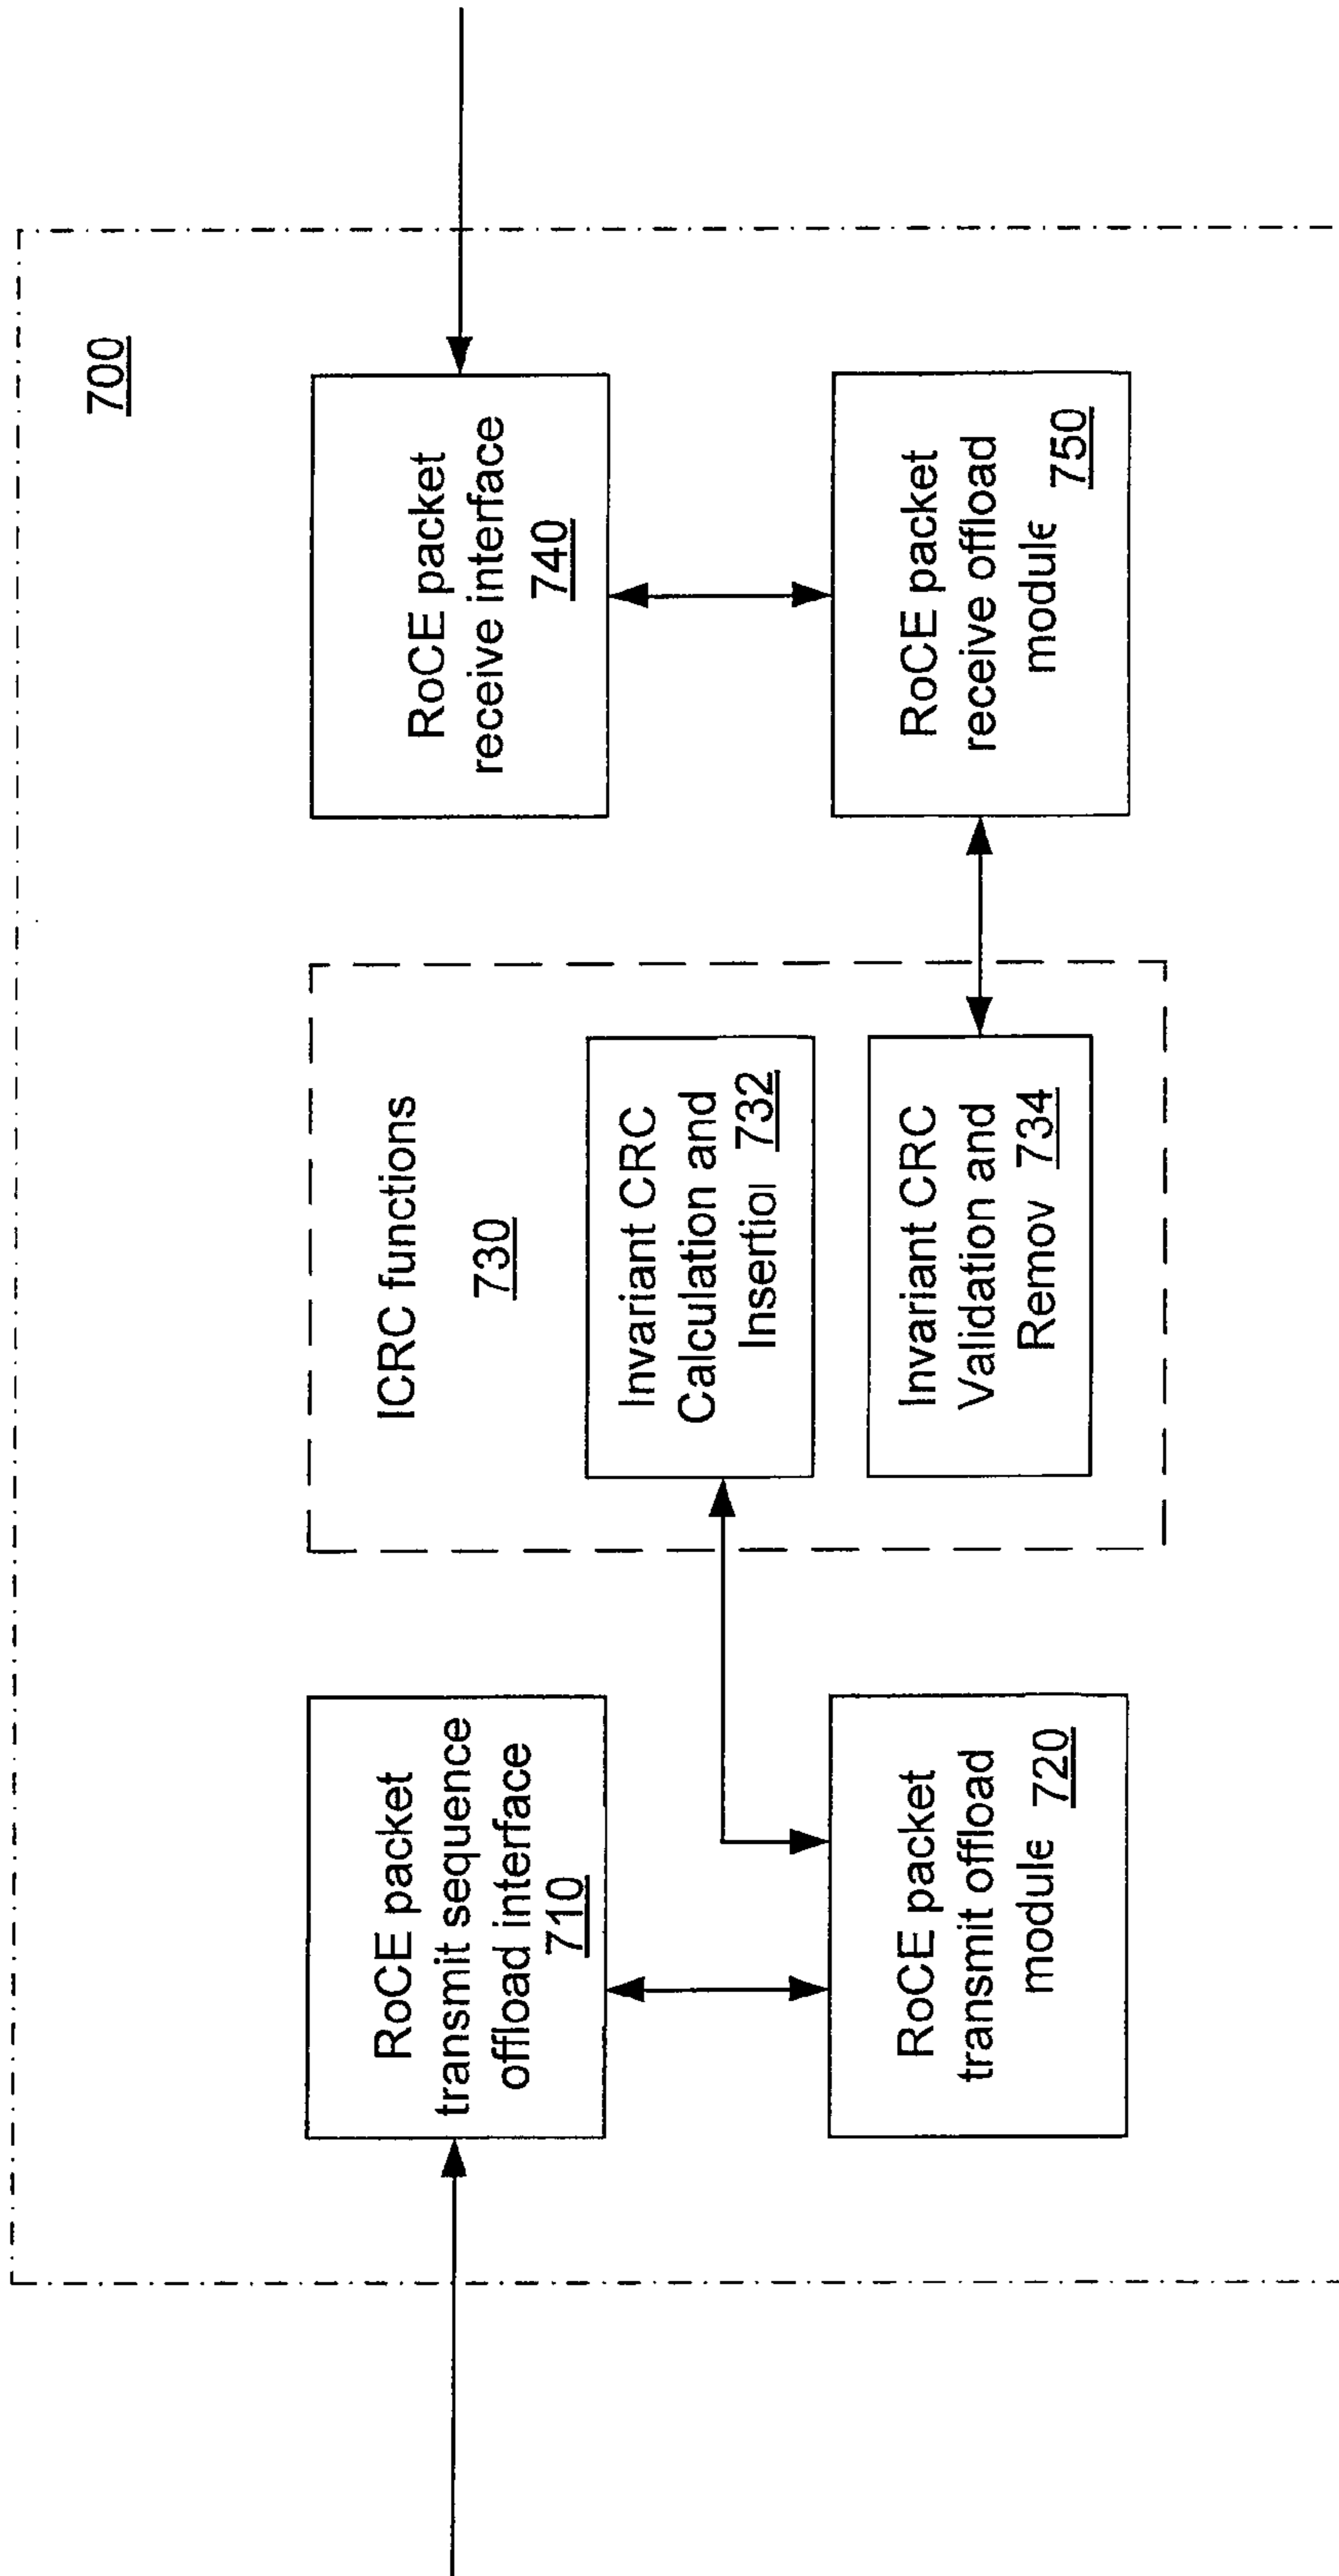 700
RoCE packet
transmit sequence
offload interface
710
RoCE packet
transmit offload
module 720
ICRC functions
730
Invariant CRC
Calculation and
Insertion 732
Invariant CRC
Validation and
Remov 734
RoCE packet
receive interface
740
RoCE packet
receive offload
module 750